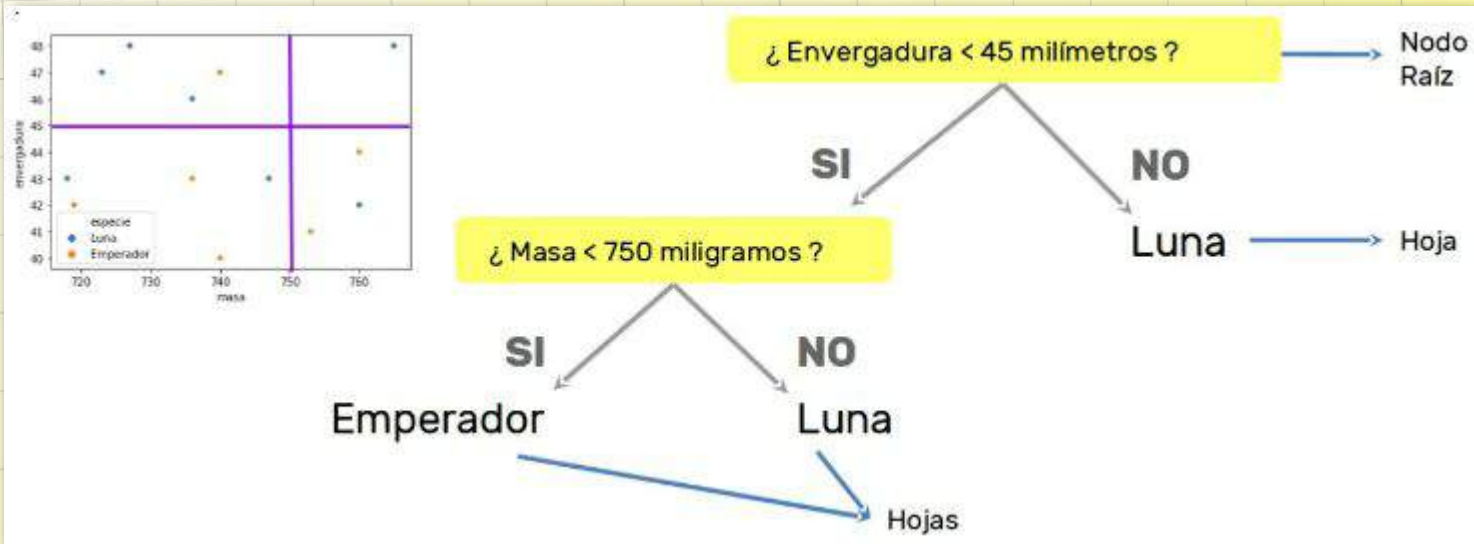 48
47
46
45
44
43
42
41
40
envergadura
especie
Luna
Emperador
720
730
740
750
760
masa
¿ Envergadura < 45 milímetros ?
Nodo
Raíz
SI
NO
¿ Masa < 750 miligramos ?
Luna
Hoja
SI
NO
Emperador
Luna
Hojas